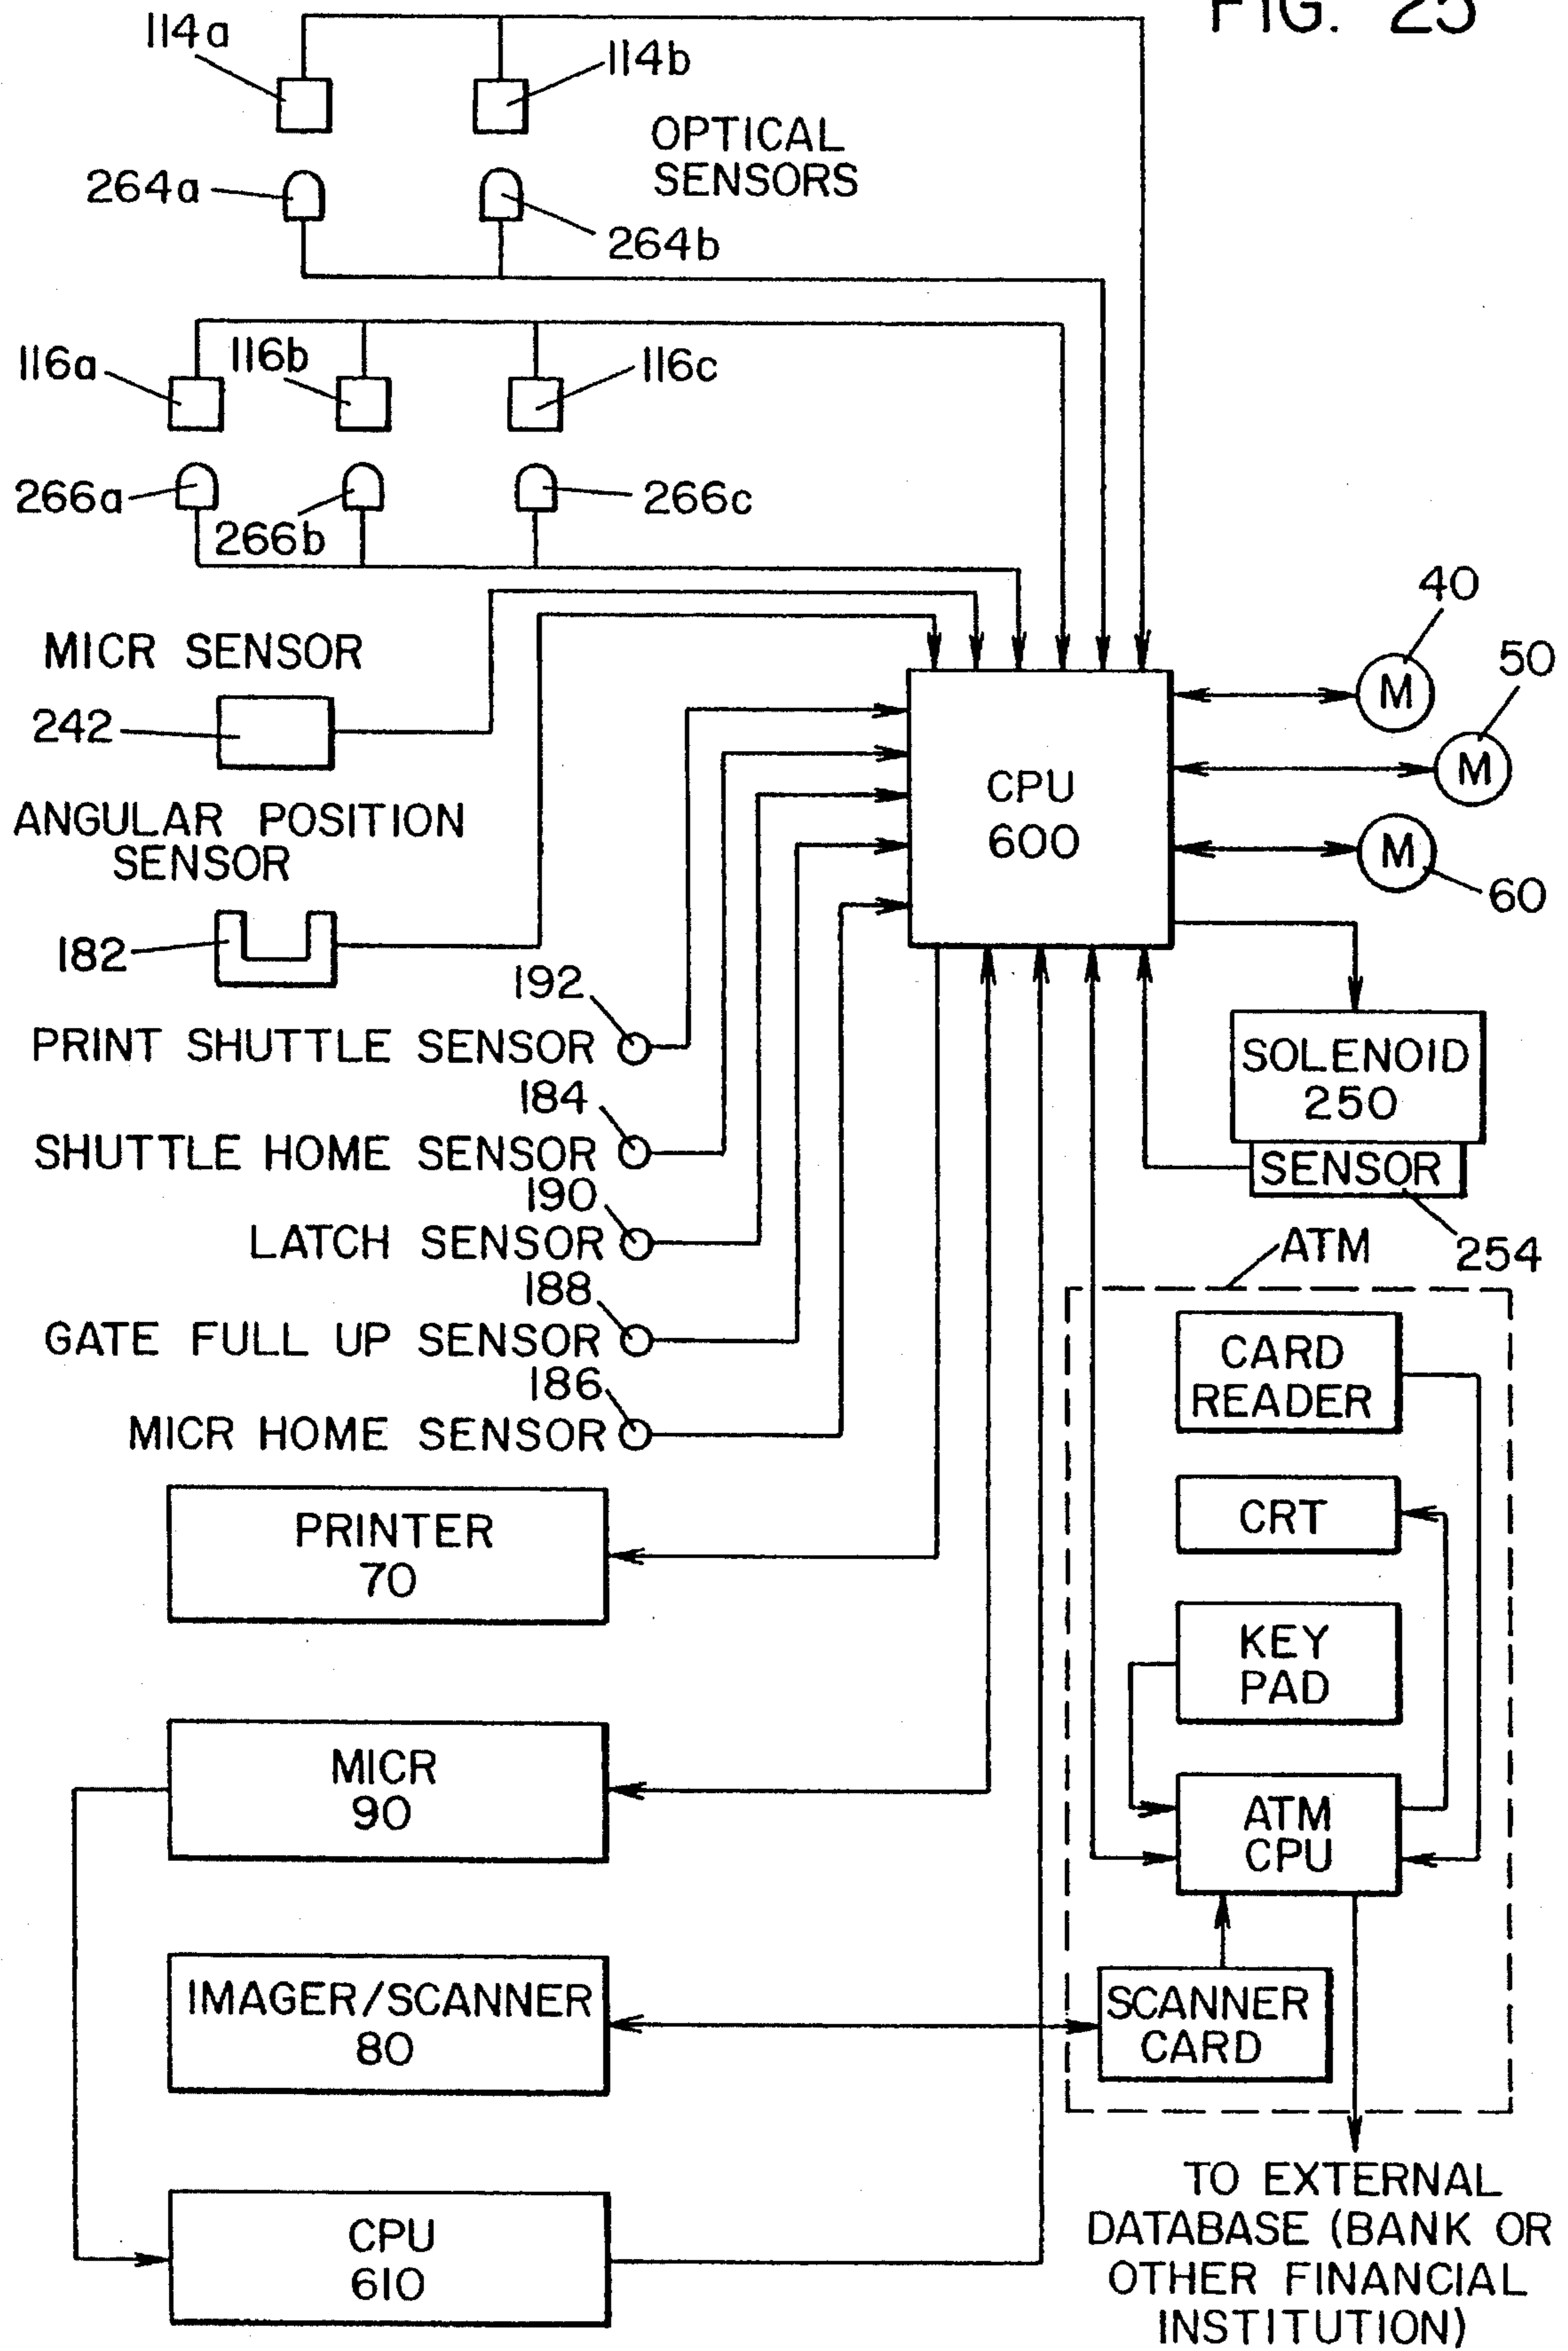 FIG. 25
114a
114b
OPTICAL
SENSORS
264a
264b
116a
116b
116c
266a
266b
266c
MICR SENSOR
242
ANGULAR POSITION
SENSOR
182
CPU
600
40
M
50
M
M
60
192
PRINT SHUTTLE SENSOR
184
SHUTTLE HOME SENSOR
190
LATCH SENSOR
188
GATE FULL UP SENSOR
186
MICR HOME SENSOR
SOLENOID
250
SENSOR
254
ATM
CARD
READER
CRT
KEY
PAD
ATM
CPU
SCANNER
CARD
PRINTER
70
MICR
90
IMAGER/SCANNER
80
CPU
610
TO EXTERNAL
DATABASE (BANK OR
OTHER FINANCIAL
INSTITUTION)